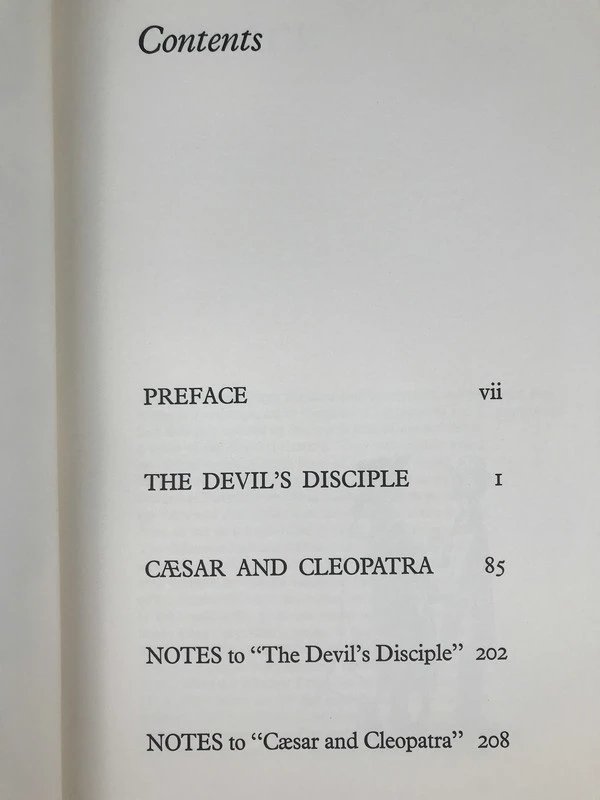 Contents
PREFACE vii
THE DEVIL’S DISCIPLE 1
CÆSAR AND CLEOPATRA 85
NOTES to “The Devil’s Disciple” 202
NOTES to “Cæsar and Cleopatra” 208